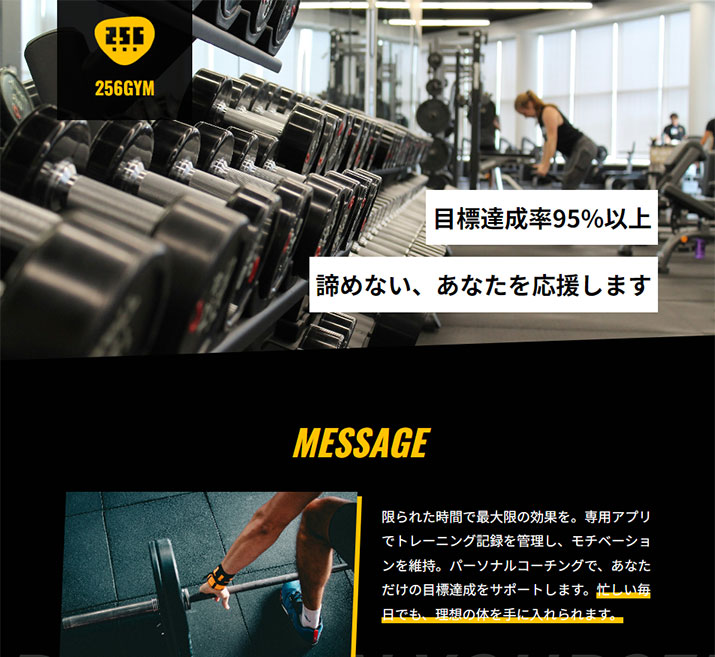 256GYM
目標達成率95%以上
諦めない、あなたを応援します
MESSAGE
限られた時間で最大限の効果を。専用アプリ
でトレーニング記録を管理し、モチベーショ
ンを維持。パーソナルコーチングで、あなた
だけの目標達成をサポートします。忙しい毎
日でも、理想の体を手に入れられます。